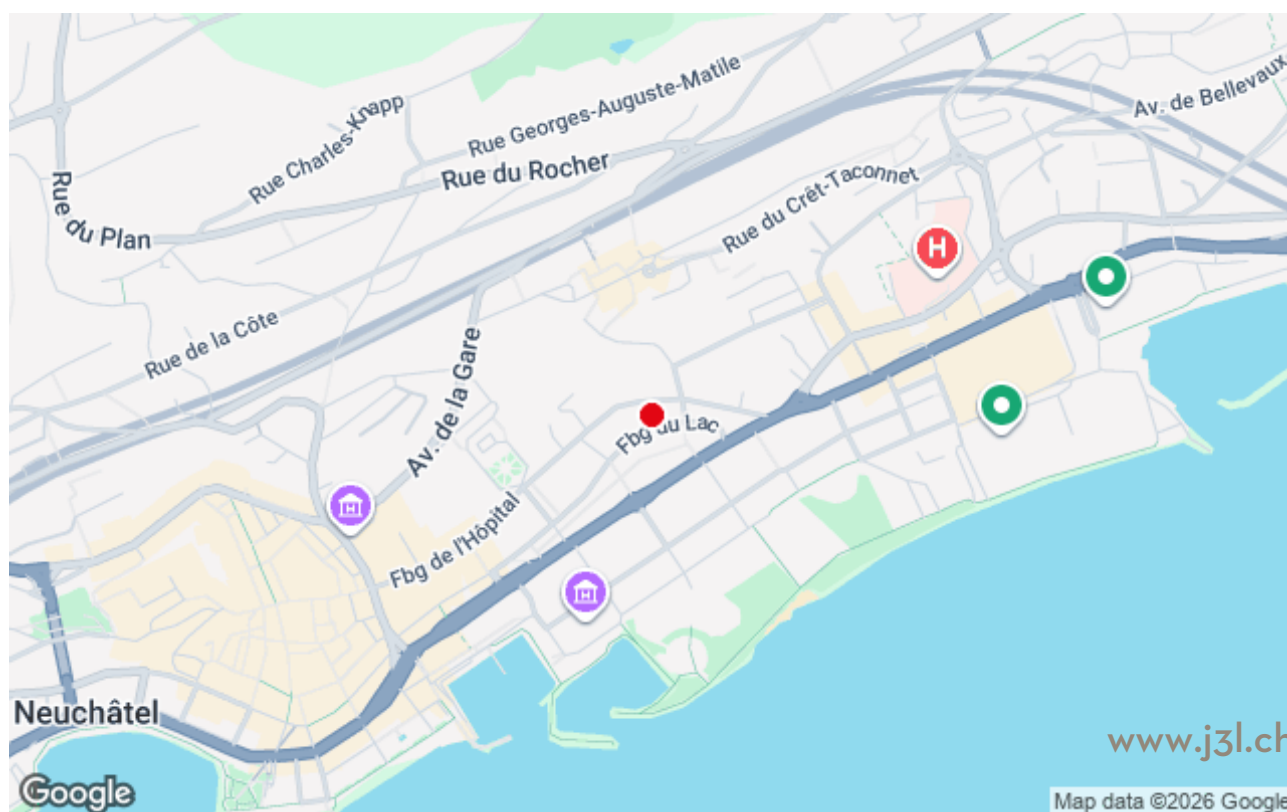 Rue Georges-Auguste-Matile
Av. de Bellevaux
Rue Charles-Knapp
Rue du Rocher
Rue du Crêt-Taconnet
Rue du Plan
H
Rue de la Côte
Av. de la Gare
Fbg du Lac
Fbg de l'Hôpital
Neuchâtel
www.j3l.ch
Google
Map data ©2026 Google